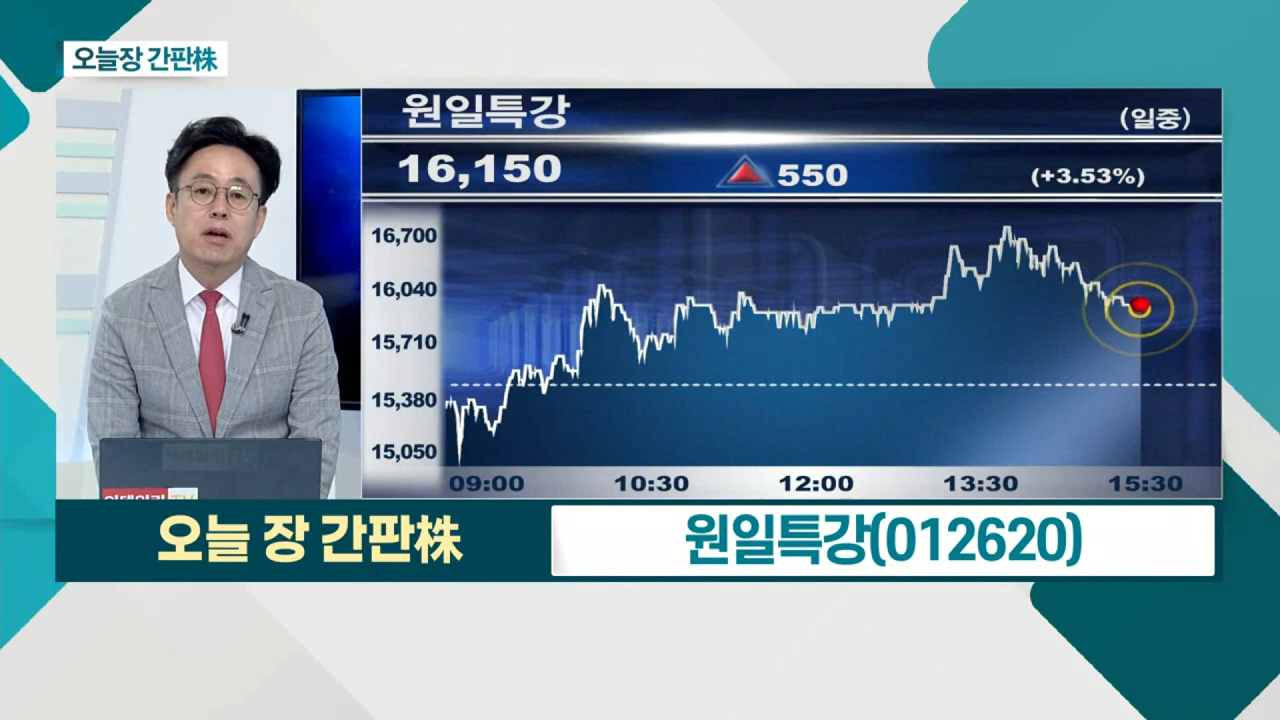 오늘장 간판株
원일특강
(일중)
16,150
550
(+3.53%)
16,700
16,040
15,710
15,380
15,050
09:00
10:30
12:00
13:30
15:30
오늘 장 간판株
원일특강(012620)